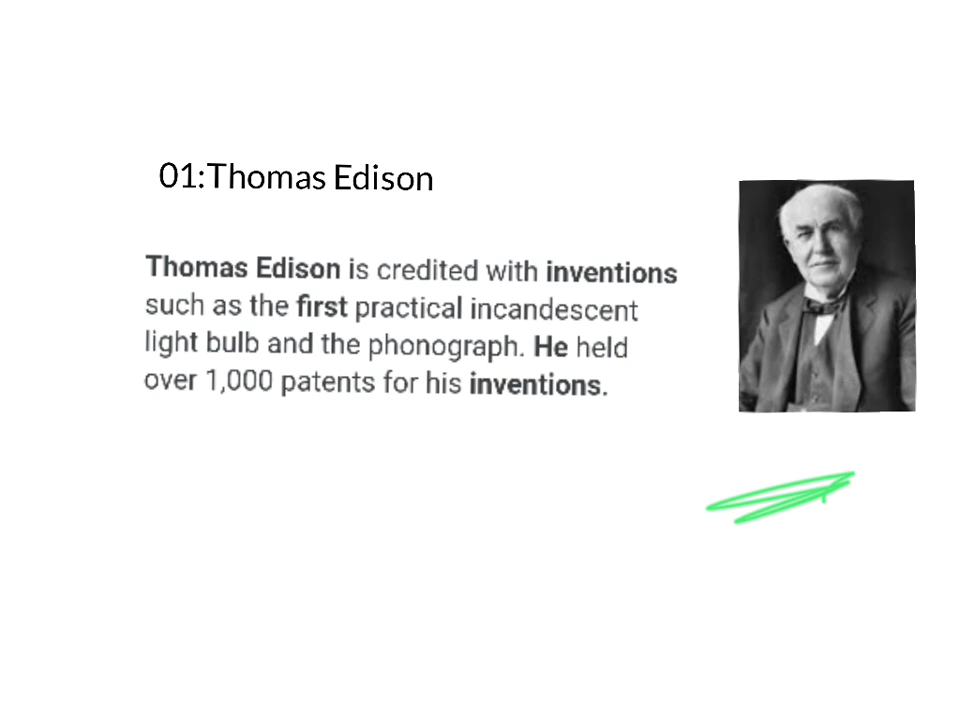 01:Thomas Edison
Thomas Edison is credited with inventions
such as the first practical incandescent
light bulb and the phonograph. He held
over 1,000 patents for his inventions.